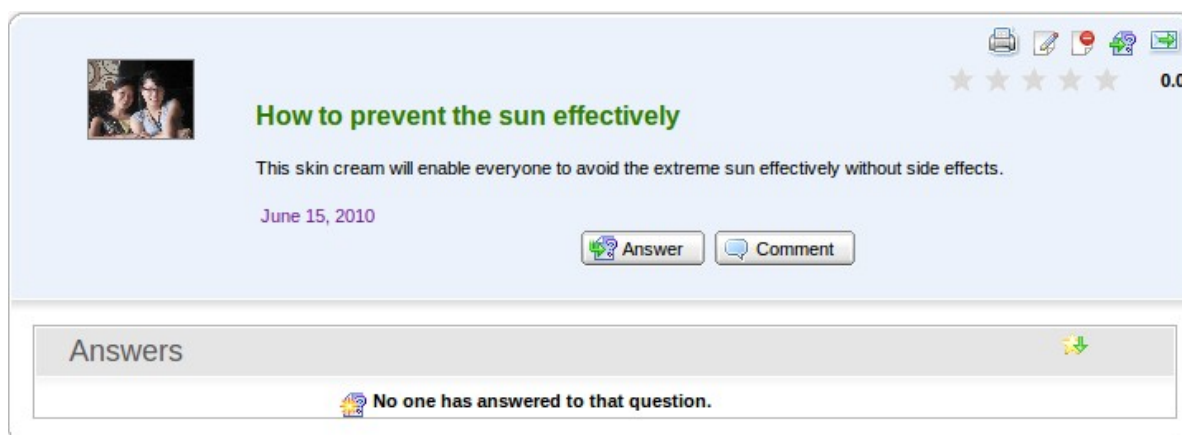 0.0
How to prevent the sun effectively
This skin cream will enable everyone to avoid the extreme sun effectively without side effects.
June 15, 2010
Answer
Comment
Answers
No one has answered to that question.